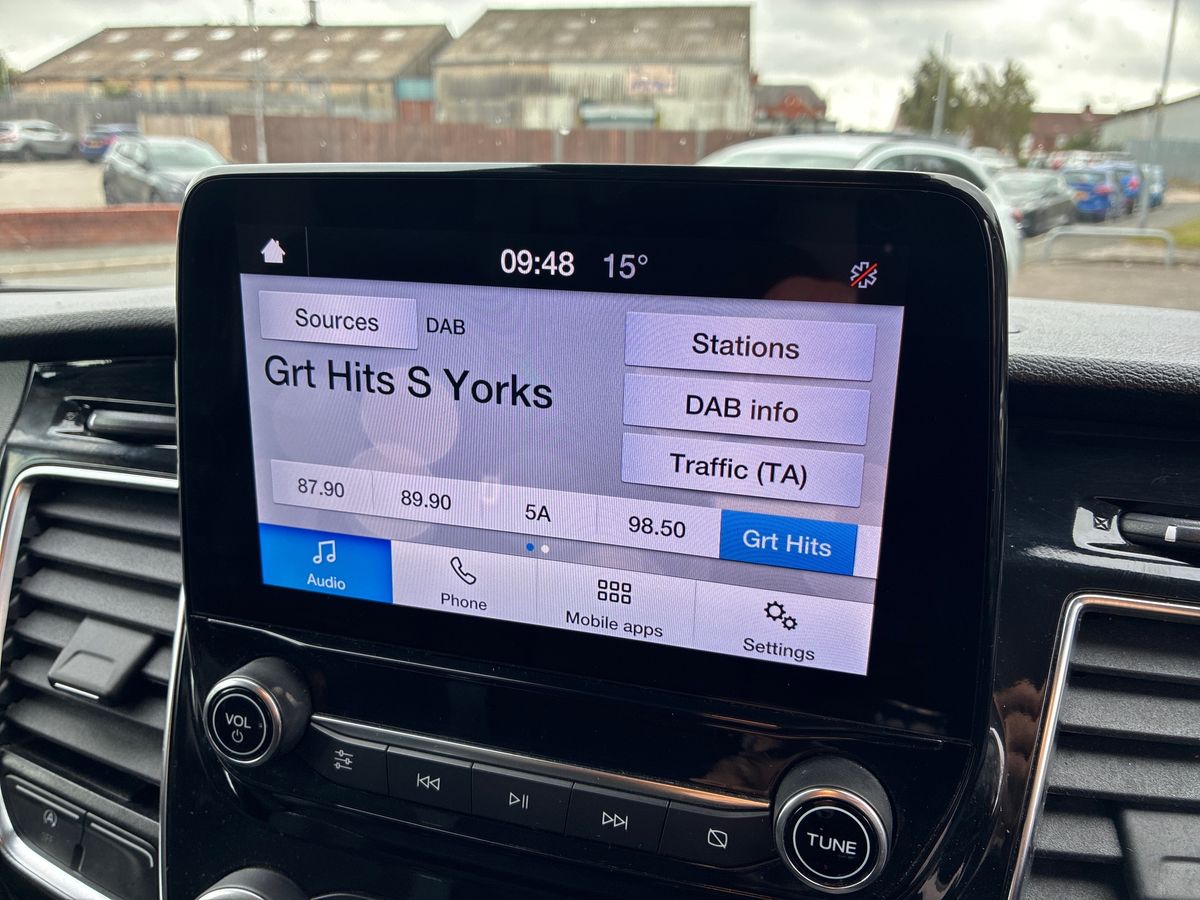 09:48 15°
Sources DAB
Grt Hits S Yorks
Stations
DAB info
Traffic (TA)
87.90 89.90 5A 98.50 Grt Hits
Audio Phone Mobile apps Settings
VOL
TUNE
A